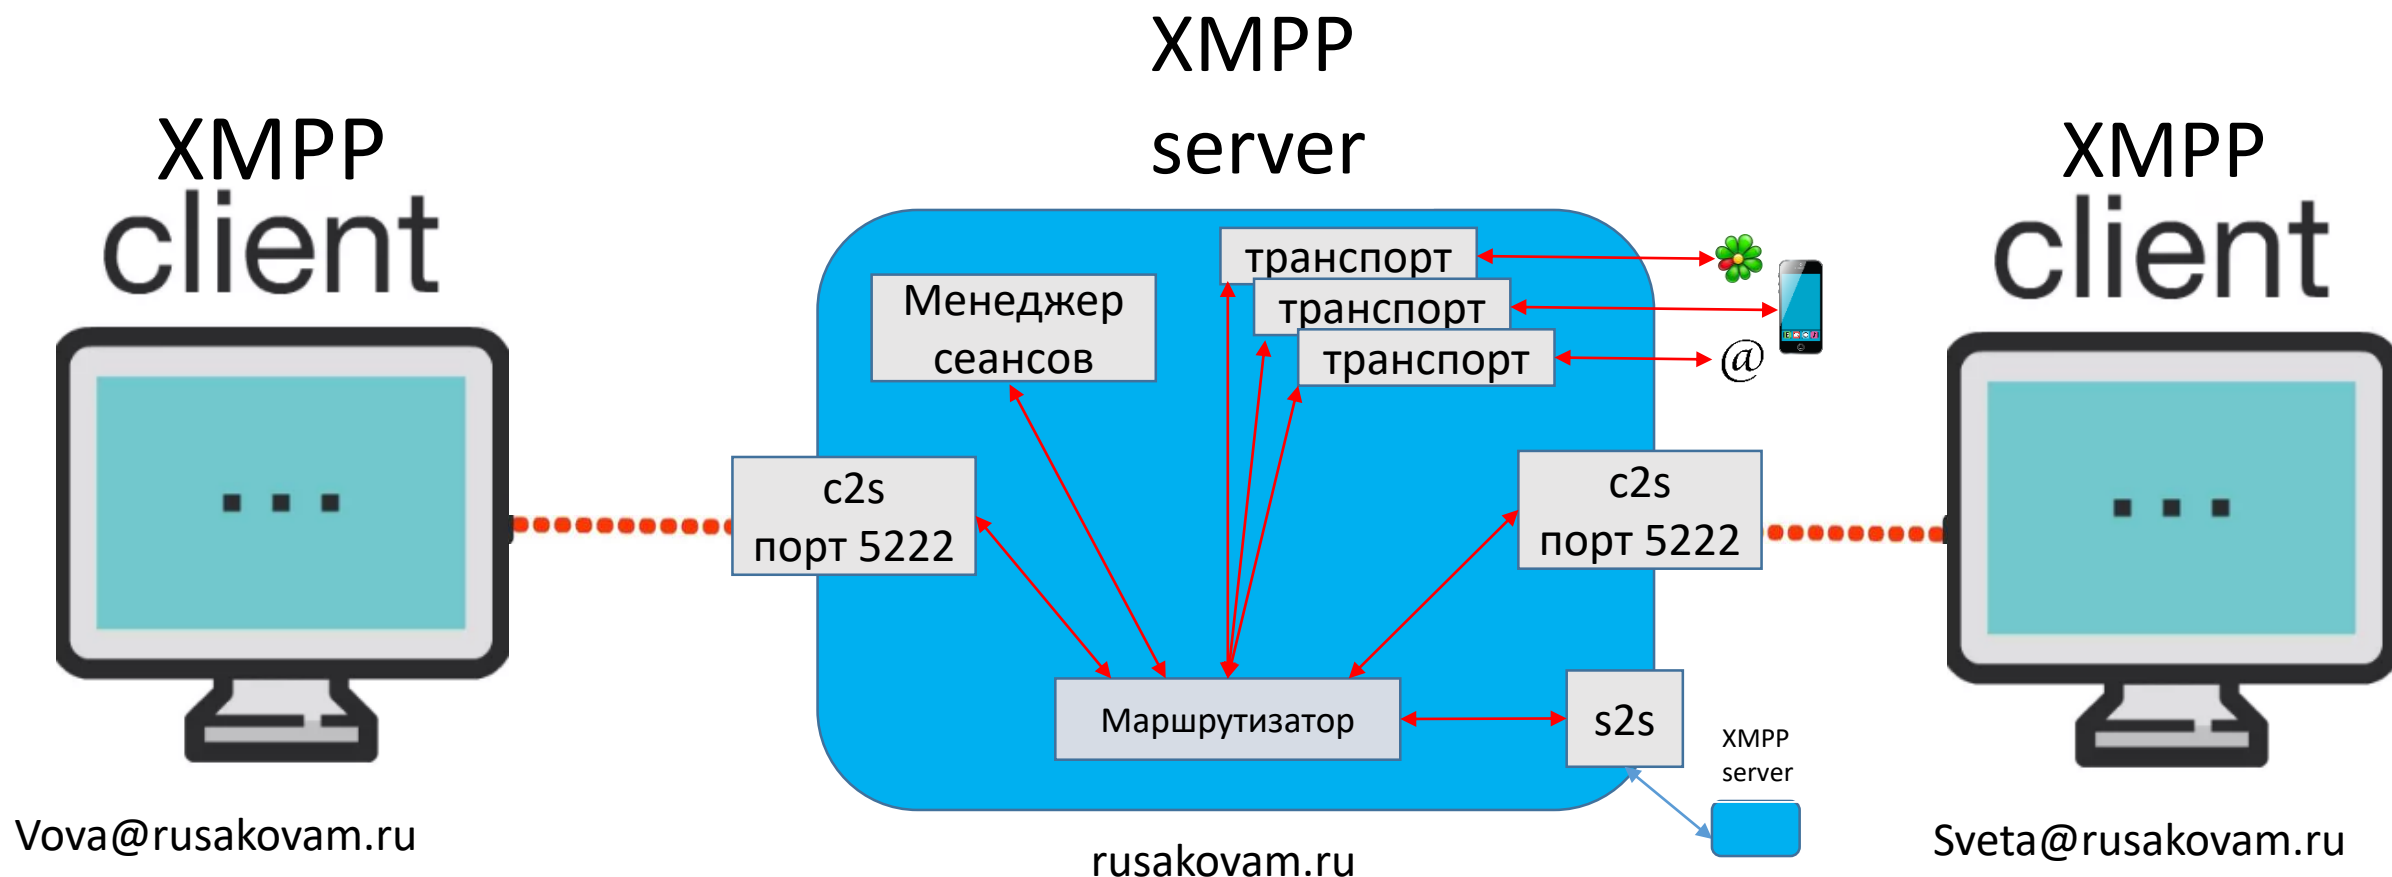 XMPP
server
XMPP
client
XMPP
client
транспорт
транспорт
транспорт
Менеджер
сеансов
@
c2s
порт 5222
c2s
порт 5222
Маршрутизатор
s2s
XMPP
server
Vova@rusakovam.ru
rusakovam.ru
Sveta@rusakovam.ru